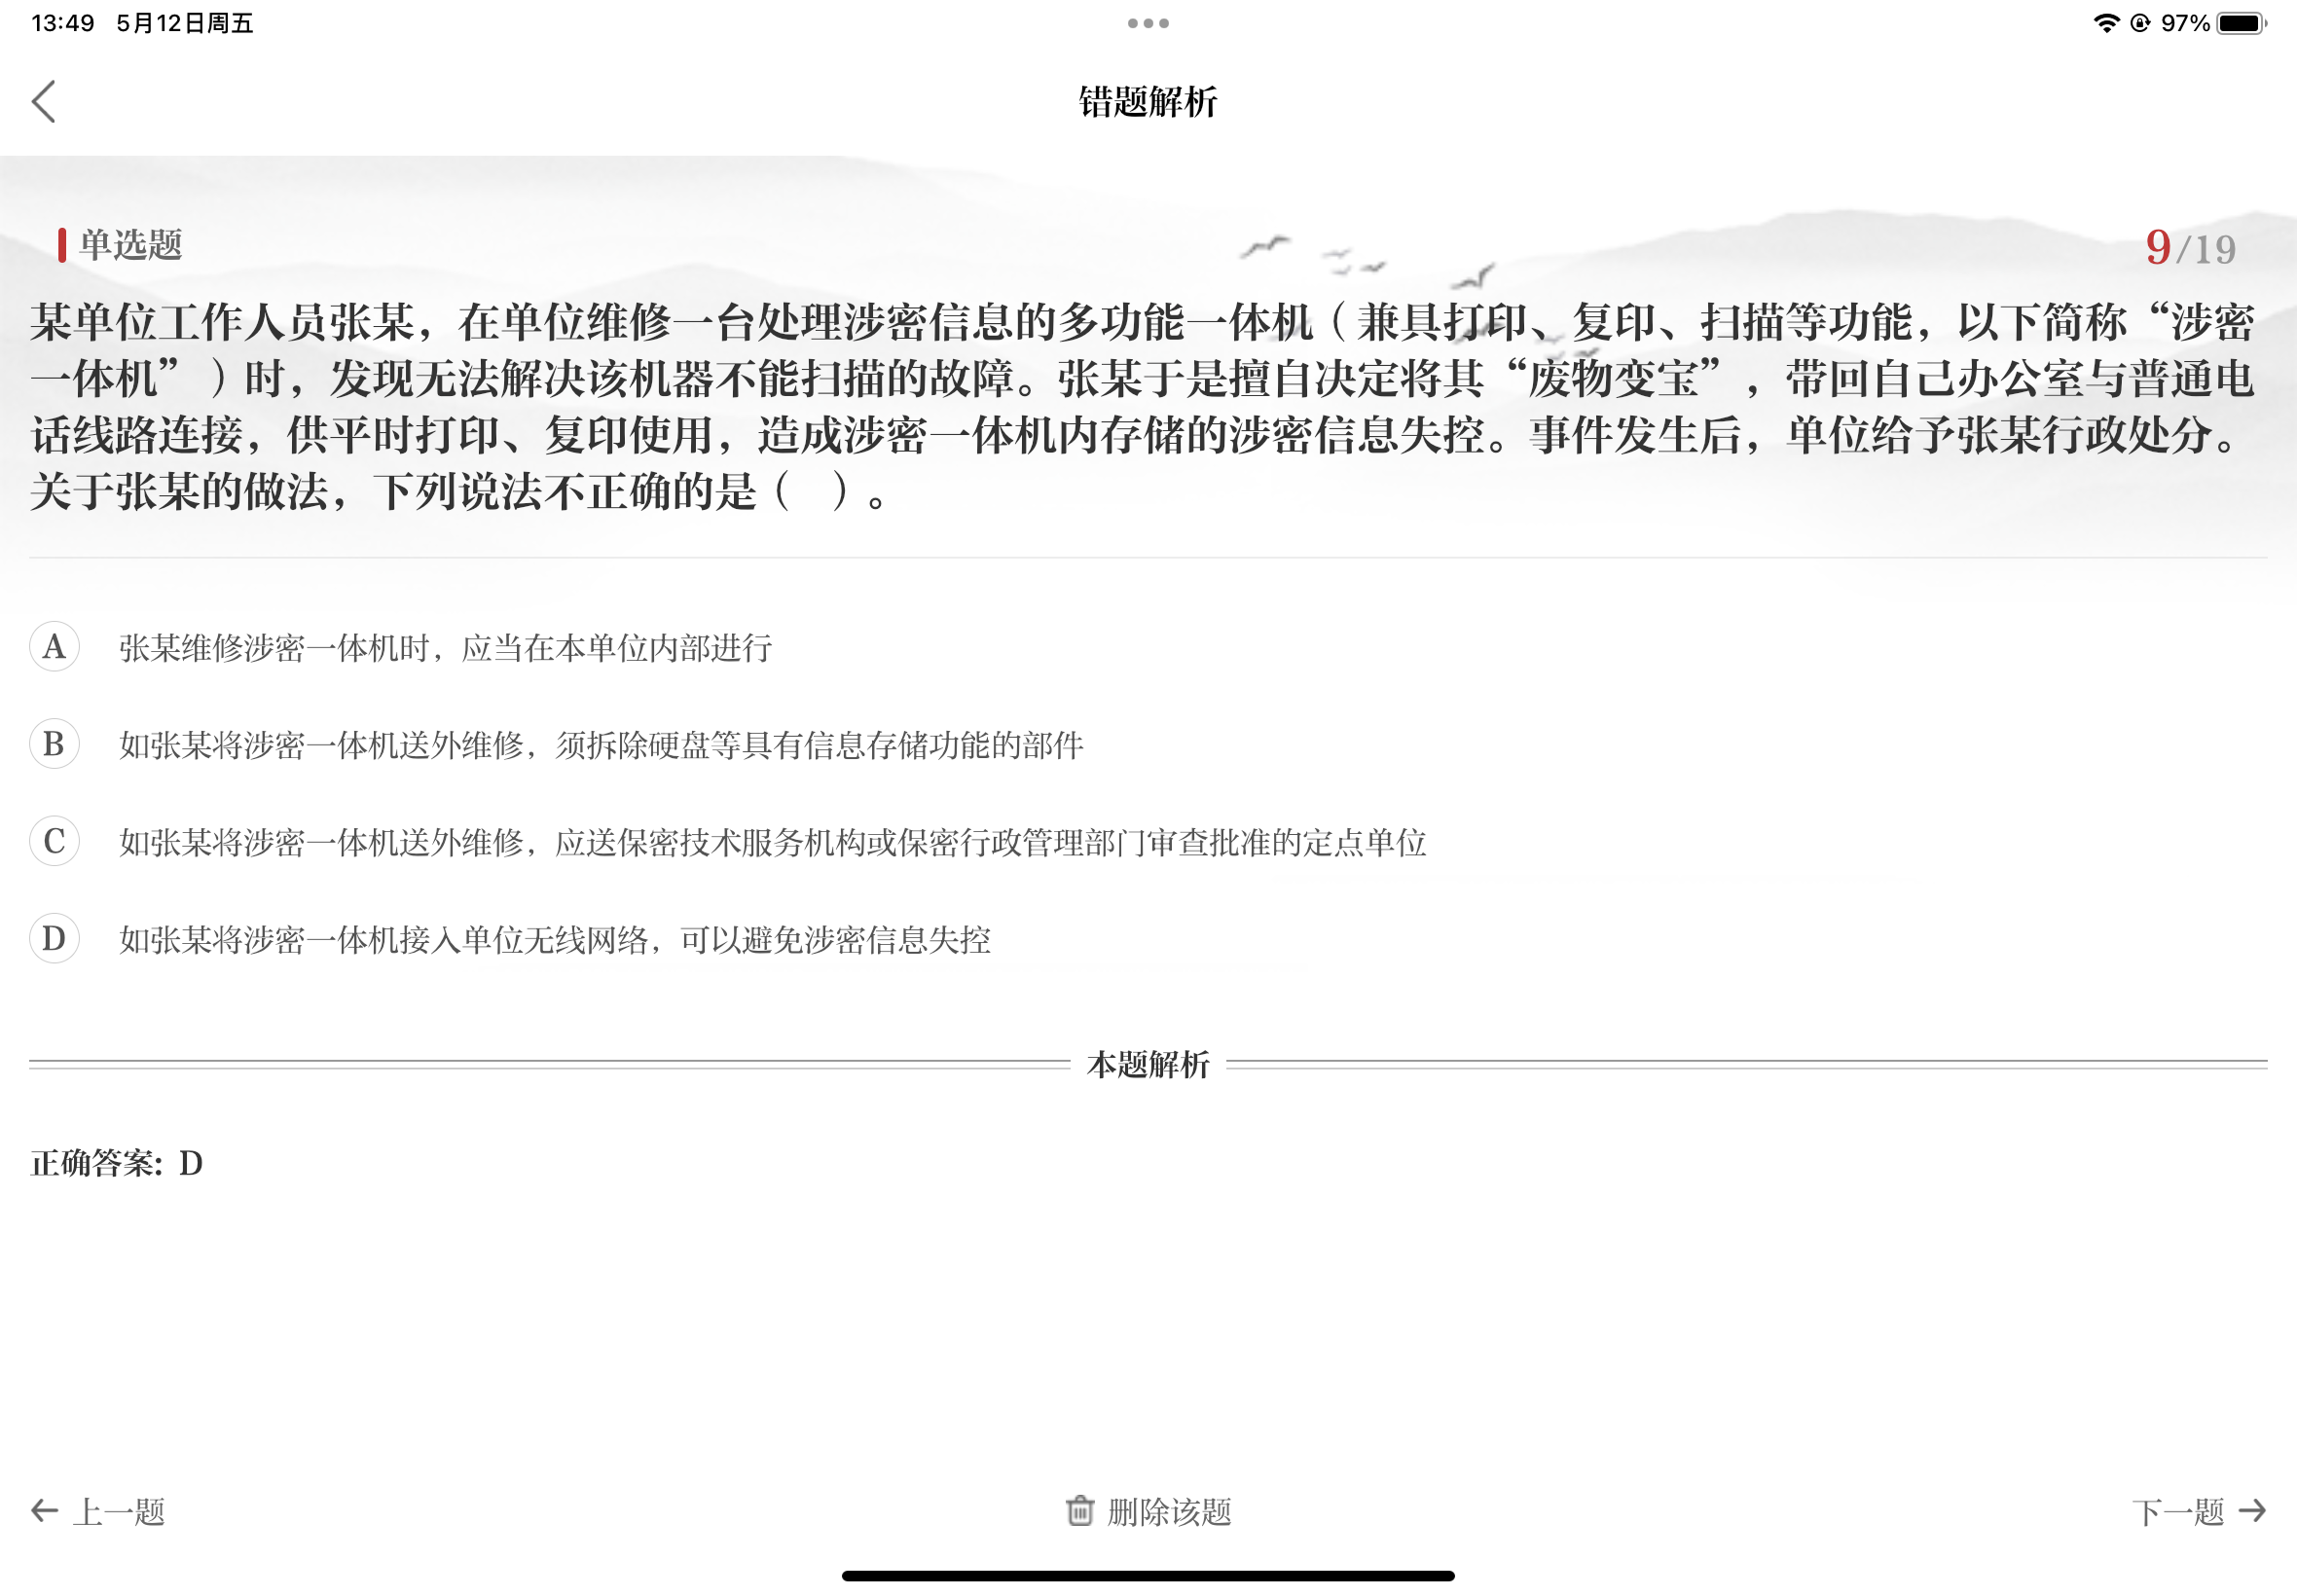 13:49 5月12日周五
97%
错题解析
单选题
9/19
某单位工作人员张某，在单位维修一台处理涉密信息的多功能一体机（兼具打印、复印、扫描等功能，以下简称“涉密
一体机”）时，发现无法解决该机器不能扫描的故障。张某于是擅自决定将其“废物变宝”，带回自己办公室与普通电
话线路连接，供平时打印、复印使用，造成涉密一体机内存储的涉密信息失控。事件发生后，单位给予张某行政处分。
关于张某的做法，下列说法不正确的是（　）。
A 张某维修涉密一体机时，应当在本单位内部进行
B 如张某将涉密一体机送外维修，须拆除硬盘等具有信息存储功能的部件
C 如张某将涉密一体机送外维修，应送保密技术服务机构或保密行政管理部门审查批准的定点单位
D 如张某将涉密一体机接入单位无线网络，可以避免涉密信息失控
本题解析
正确答案: D
上一题
删除该题
下一题